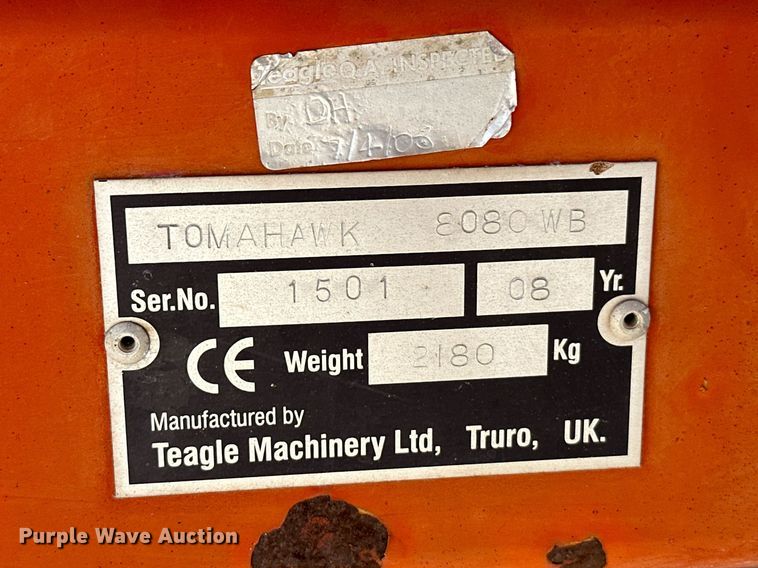 Teagle Q.A. INSPECTED
By DH
Date 7/4/08
TOMAHAWK 8080 WB
Ser.No. 1501 08 Yr.
CE Weight 2180 Kg
Manufactured by
Teagle Machinery Ltd, Truro, UK.
Purple Wave Auction